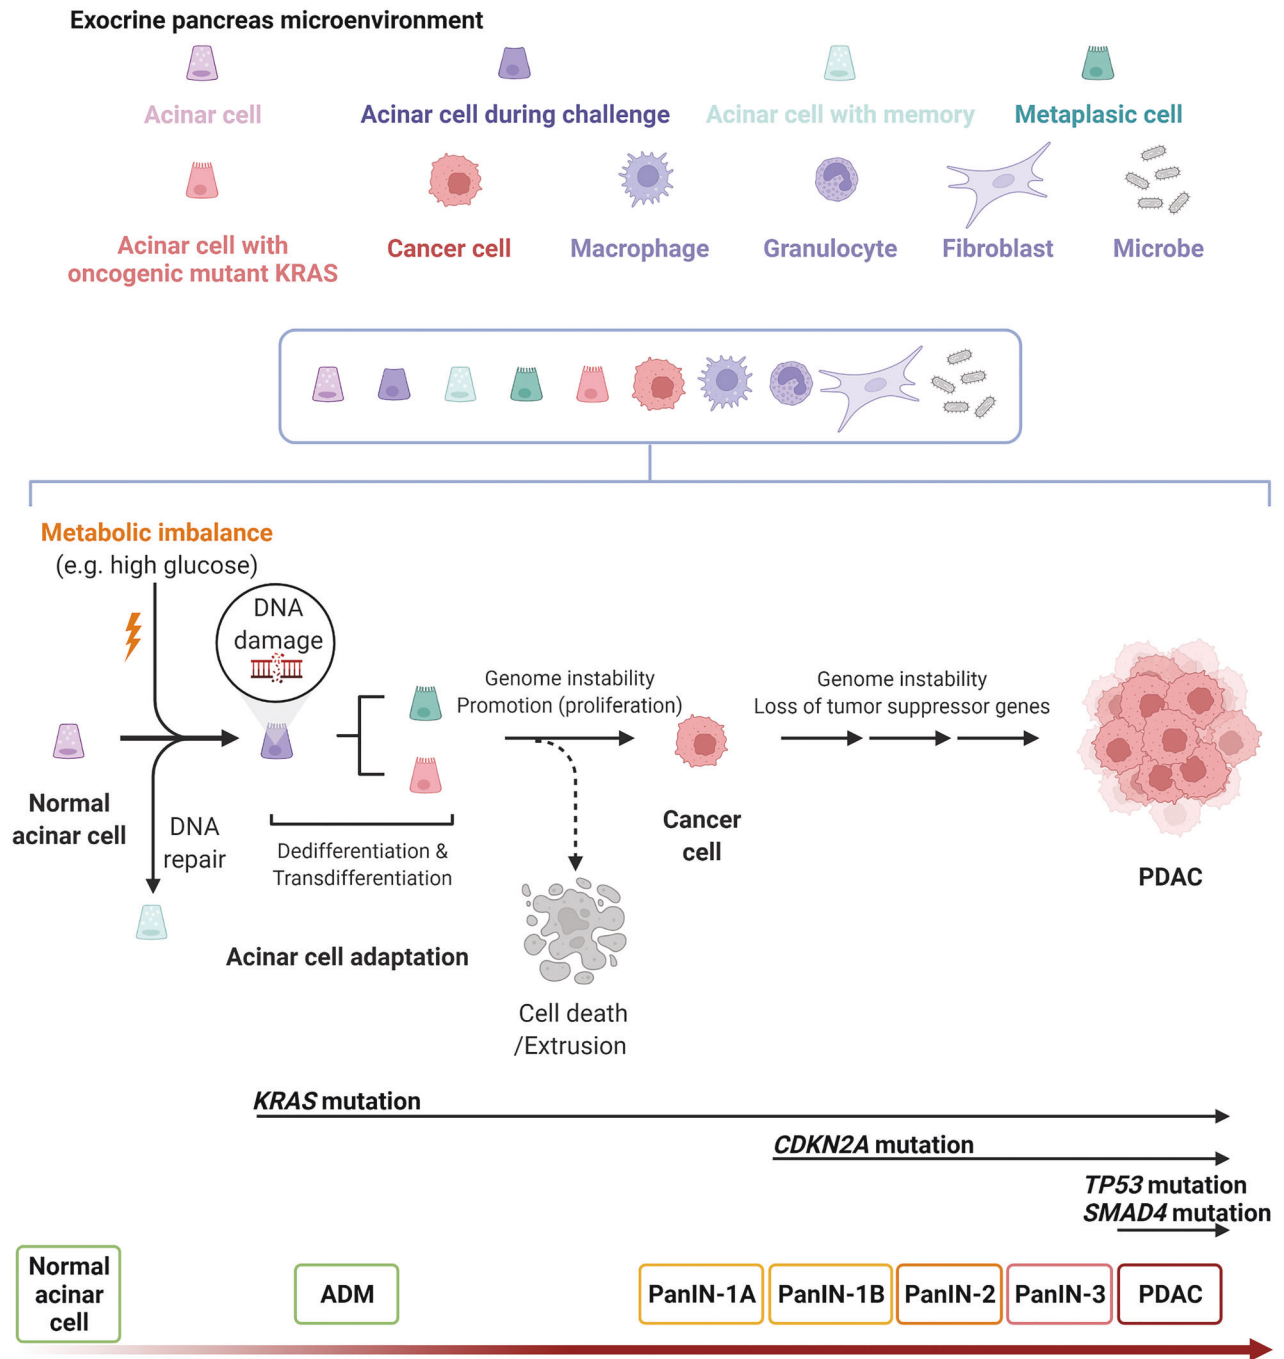 Exocrine pancreas microenvironment
Acinar cell
Acinar cell during challenge
Acinar cell with memory
Metaplasic cell
Acinar cell with
oncogenic mutant KRAS
Cancer cell
Macrophage
Granulocyte
Fibroblast
Microbe
Metabolic imbalance
(e.g. high glucose)
DNA
damage
Genome instability
Promotion (proliferation)
Genome instability
Loss of tumor suppressor genes
Normal
acinar cell
DNA
repair
Dedifferentiation &
Transdifferentiation
Cancer
cell
PDAC
Acinar cell adaptation
Cell death
/Extrusion
KRAS mutation
CDKN2A mutation
TP53 mutation
SMAD4 mutation
Normal
acinar
cell
ADM
PanIN-1A
PanIN-1B
PanIN-2
PanIN-3
PDAC